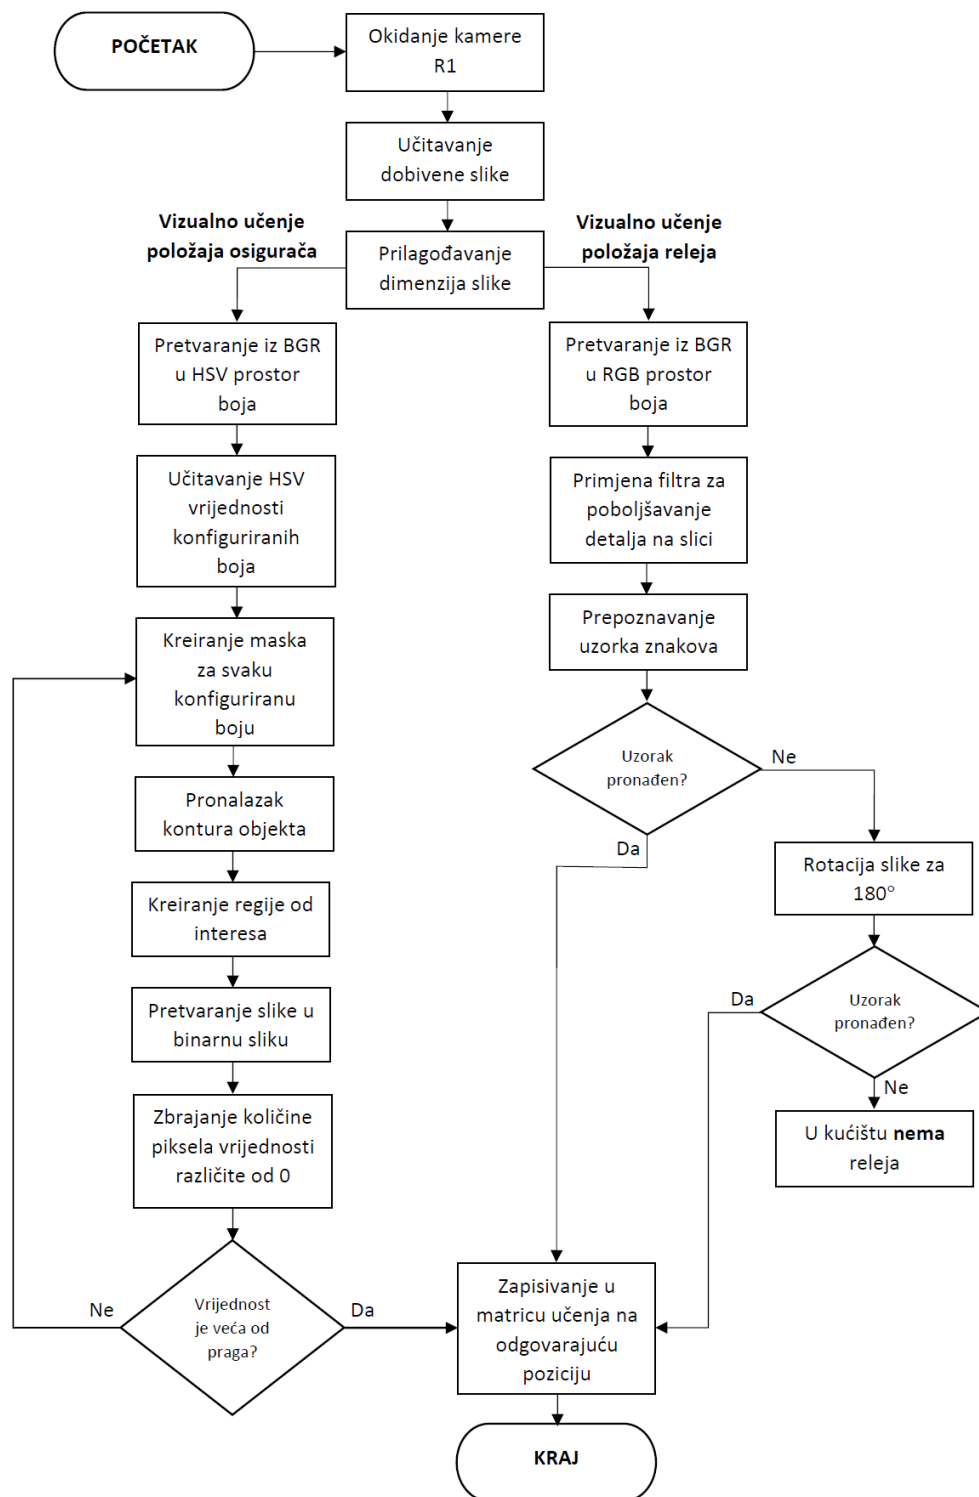 POČETAK
Okidanje kamere
R1
Učitavanje
dobivene slike
Vizualno učenje
položaja osigurača
Prilagođavanje
dimenzija slike
Vizualno učenje
položaja releja
Pretvaranje iz BGR
u HSV prostor
boja
Učitavanje HSV
vrijednosti
konfiguriranih
boja
Kreiranje maska
za svaku
konfiguriranu
boju
Pronalazak
kontura objekta
Kreiranje regije od
interesa
Pretvaranje slike u
binarnu sliku
Zbrajanje količine
piksela vrijednosti
različite od 0
Vrijednost
je veća od
praga?
Ne
Da
Pretvaranje iz BGR
u RGB prostor
boja
Primjena filtra za
poboljšavanje
detalja na slici
Prepoznavanje
uzorka znakova
Uzorak
pronađen?
Ne
Da
Rotacija slike za
180°
Uzorak
pronađen?
Da
Ne
U kućištu nema
releja
Zapisivanje u
matricu učenja na
odgovarajuću
poziciju
KRAJ